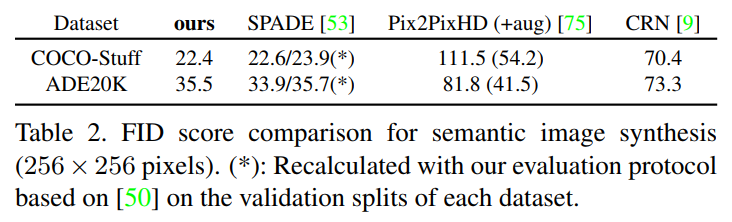 Dataset ours SPADE [53] Pix2PixHD (+aug) [75] CRN [9]
COCO-Stuff 22.4 22.6/23.9(*) 111.5 (54.2) 70.4
ADE20K 35.5 33.9/35.7(*) 81.8 (41.5) 73.3
Table 2. FID score comparison for semantic image synthesis
(256 × 256 pixels). (*): Recalculated with our evaluation protocol
based on [50] on the validation splits of each dataset.